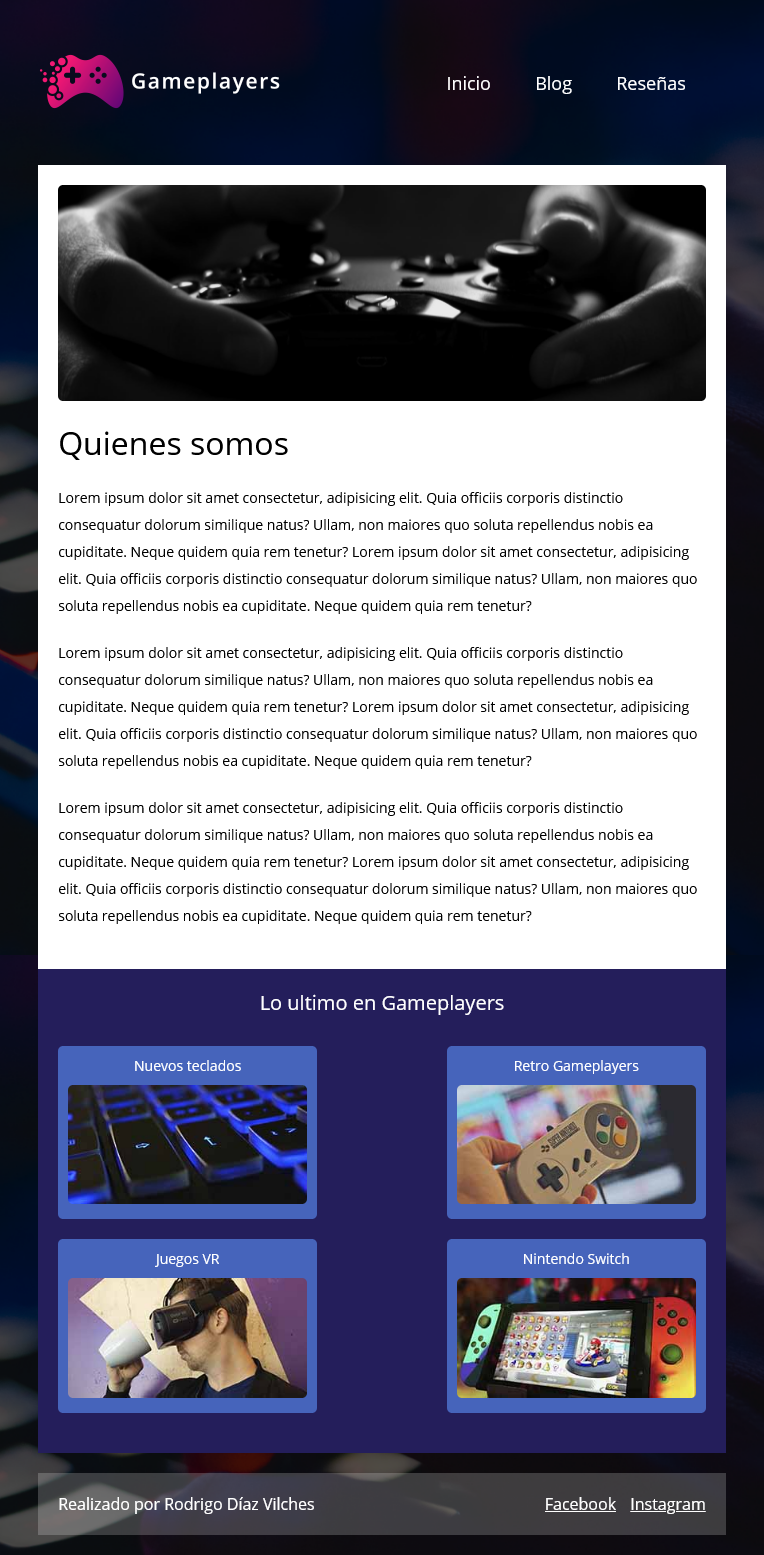 Gameplayers
Inicio Blog Reseñas
Quienes somos
Lorem ipsum dolor sit amet consectetur, adipisicing elit. Quia officiis corporis distinctio
consequatur dolorum similique natus? Ullam, non maiores quo soluta repellendus nobis ea
cupiditate. Neque quidem quia rem tenetur? Lorem ipsum dolor sit amet consectetur, adipisicing
elit. Quia officiis corporis distinctio consequatur dolorum similique natus? Ullam, non maiores quo
soluta repellendus nobis ea cupiditate. Neque quidem quia rem tenetur?
Lorem ipsum dolor sit amet consectetur, adipisicing elit. Quia officiis corporis distinctio
consequatur dolorum similique natus? Ullam, non maiores quo soluta repellendus nobis ea
cupiditate. Neque quidem quia rem tenetur? Lorem ipsum dolor sit amet consectetur, adipisicing
elit. Quia officiis corporis distinctio consequatur dolorum similique natus? Ullam, non maiores quo
soluta repellendus nobis ea cupiditate. Neque quidem quia rem tenetur?
Lorem ipsum dolor sit amet consectetur, adipisicing elit. Quia officiis corporis distinctio
consequatur dolorum similique natus? Ullam, non maiores quo soluta repellendus nobis ea
cupiditate. Neque quidem quia rem tenetur? Lorem ipsum dolor sit amet consectetur, adipisicing
elit. Quia officiis corporis distinctio consequatur dolorum similique natus? Ullam, non maiores quo
soluta repellendus nobis ea cupiditate. Neque quidem quia rem tenetur?
Lo ultimo en Gameplayers
Nuevos teclados
Retro Gameplayers
SUPER NINTENDO
Juegos VR
Nintendo Switch
Realizado por Rodrigo Díaz Vilches
Facebook Instagram